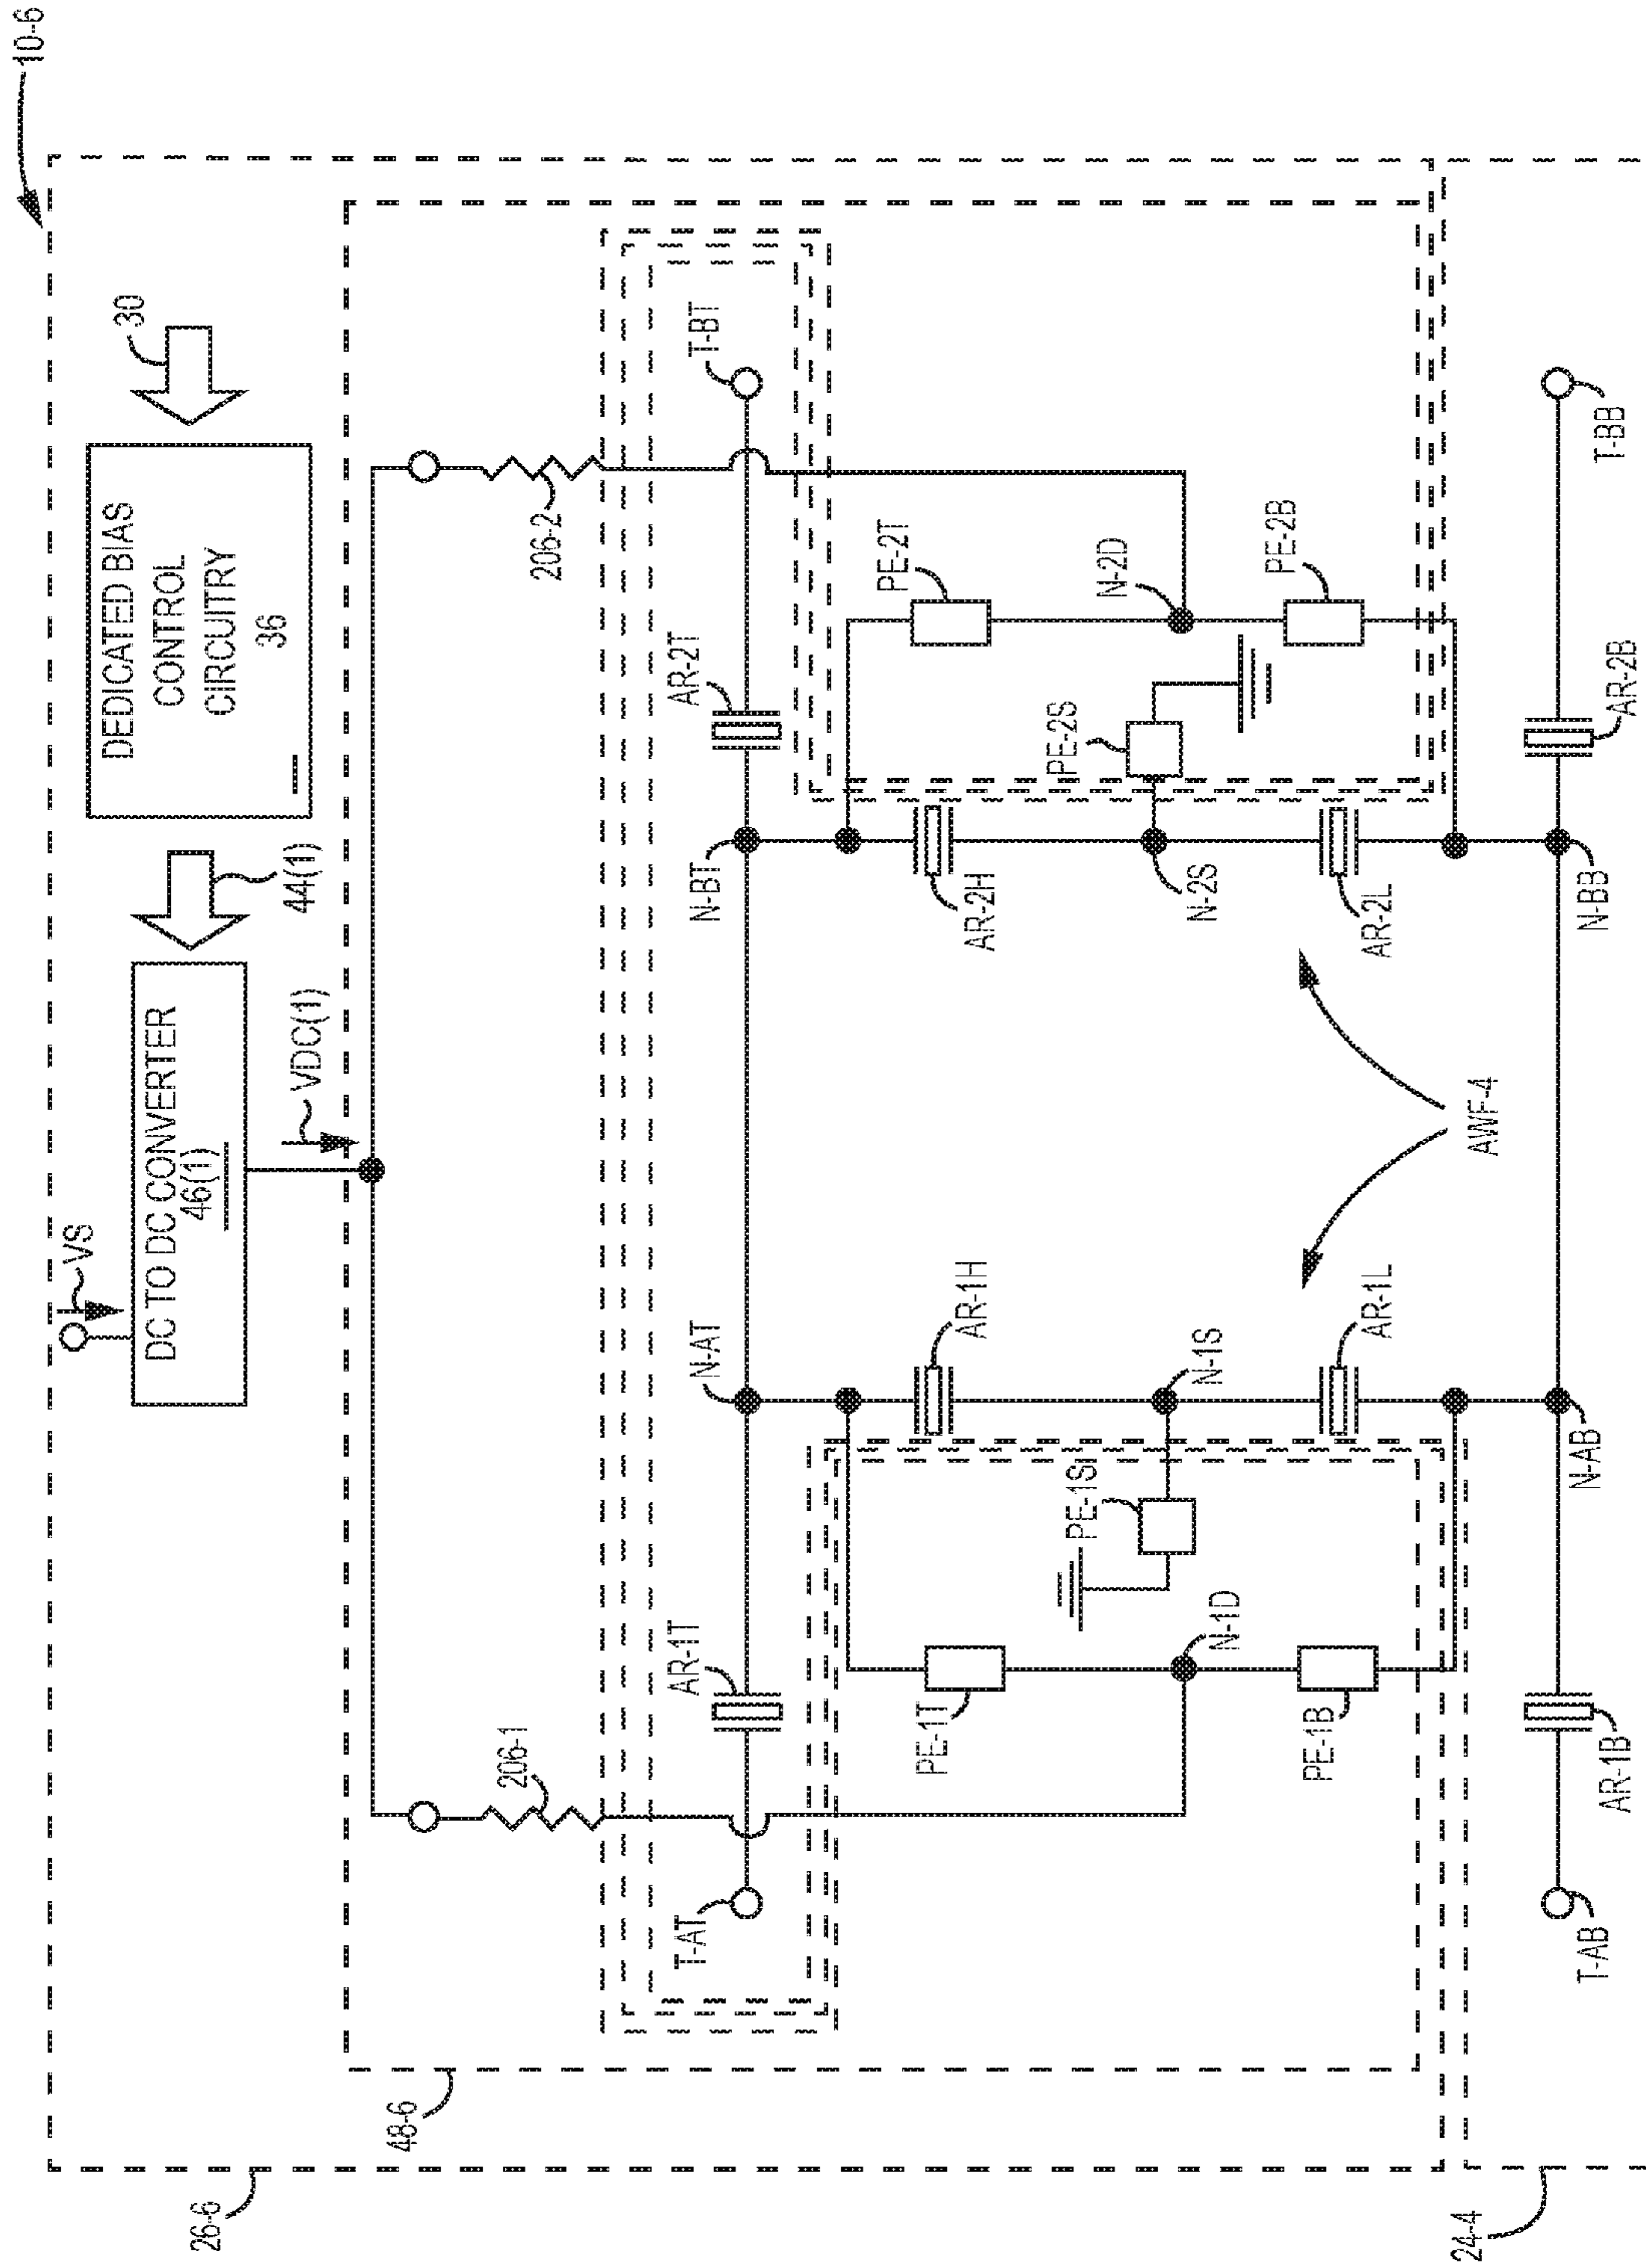 10-6
VS
DC TO DC CONVERTER
46(1)
44(1)
DEDICATED BIAS
CONTROL
CIRCUITRY
36
30
VDC(1)
206-1
206-2
T-AT
AR-1T
N-AT
N-BT
AR-2T
T-BT
PE-1T
AR-1H
AR-2H
PE-2T
PE-1S
N-1D
N-1S
N-2S
PE-2S
N-2D
PE-1B
AR-1L
AR-2L
PE-2B
AWF-4
T-AB
AR-1B
N-AB
N-BB
AR-2B
T-BB
26-6
48-6
24-4